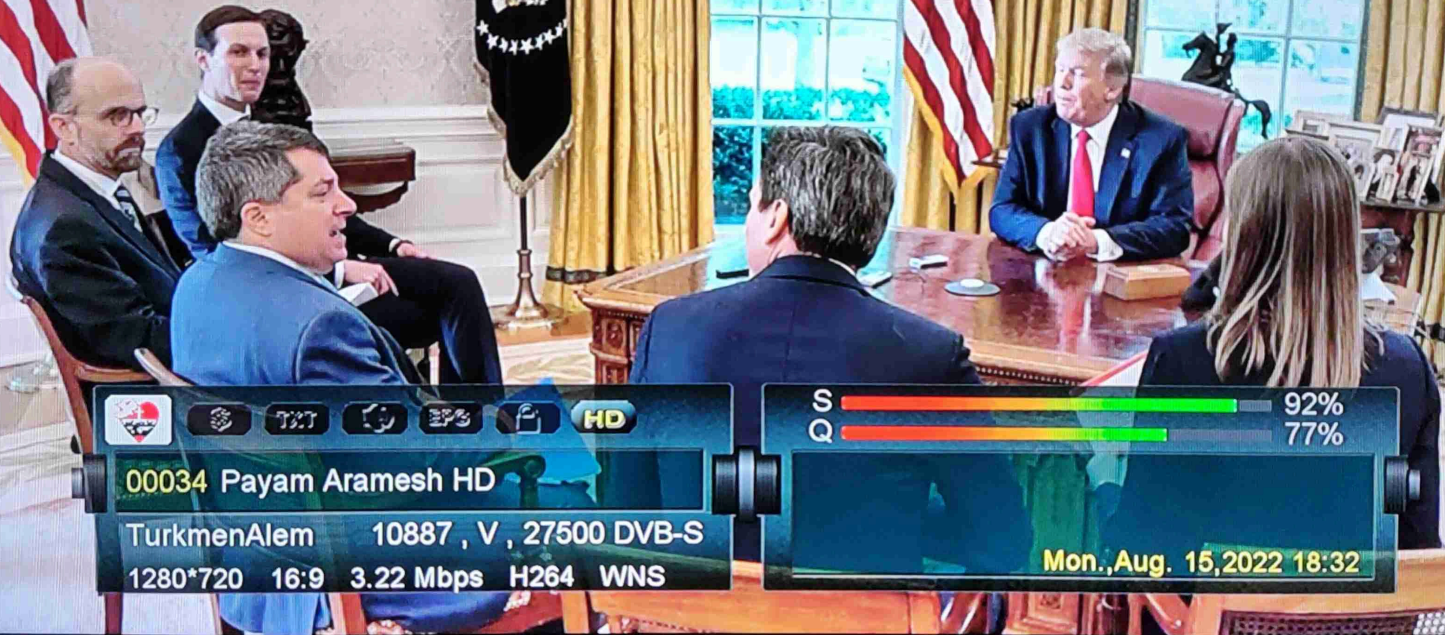 $ TXT EPG HD
S 92%
Q 77%
00034 Payam Aramesh HD
TurkmenAlem 10887 , V , 27500 DVB-S
1280*720 16:9 3.22 Mbps H264 WNS
Mon.,Aug. 15,2022 18:32